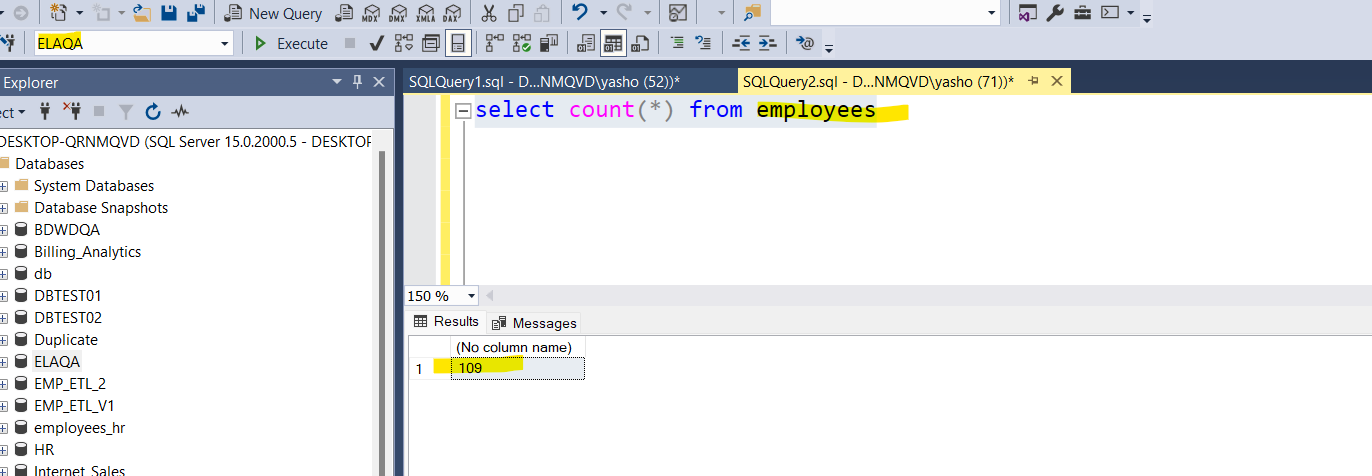 New Query
MDX
DMX
XMLA
DAX
ELAQA
Execute
Explorer
SQLQuery1.sql - D...NMQVD\yasho (52))*
SQLQuery2.sql - D...NMQVD\yasho (71))*
ect
select count(*) from employees
DESKTOP-QRNMQVD (SQL Server 15.0.2000.5 - DESKTOP
Databases
System Databases
Database Snapshots
BDWDQA
Billing_Analytics
db
DBTEST01
DBTEST02
Duplicate
ELAQA
EMP_ETL_2
EMP_ETL_V1
employees_hr
HR
Internet_Sales
150 %
Results
Messages
(No column name)
1 109